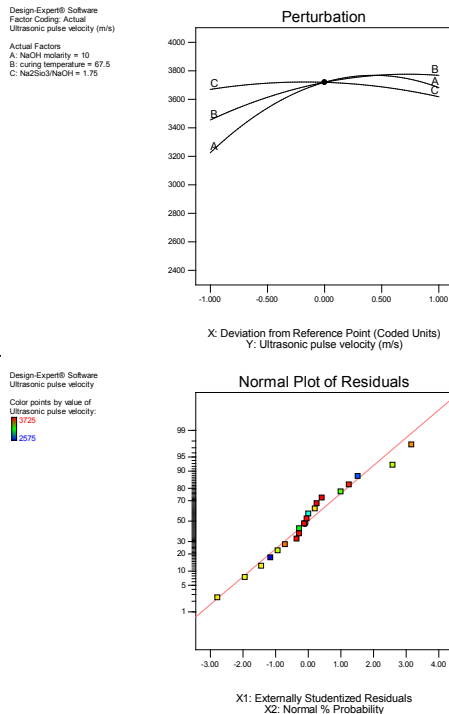 Design-Expert® Software
Factor Coding: Actual
Ultrasonic pulse velocity (m/s)
Actual Factors
A: NaOH molarity = 10
B: curing temperature = 67.5
C: Na2Sio3/NaOH = 1.75
Perturbation
4000
3800
3600
3400
3200
3000
2800
2600
2400
C
B
A
B
A
C
-1.000
-0.500
0.000
0.500
1.000
X: Deviation from Reference Point (Coded Units)
Y: Ultrasonic pulse velocity (m/s)
Design-Expert® Software
Ultrasonic pulse velocity
Color points by value of
Ultrasonic pulse velocity:
3725
2575
Normal Plot of Residuals
99
95
90
80
70
50
30
20
10
5
1
-3.00
-2.00
-1.00
0.00
1.00
2.00
3.00
4.00
X1: Externally Studentized Residuals
X2: Normal % Probability